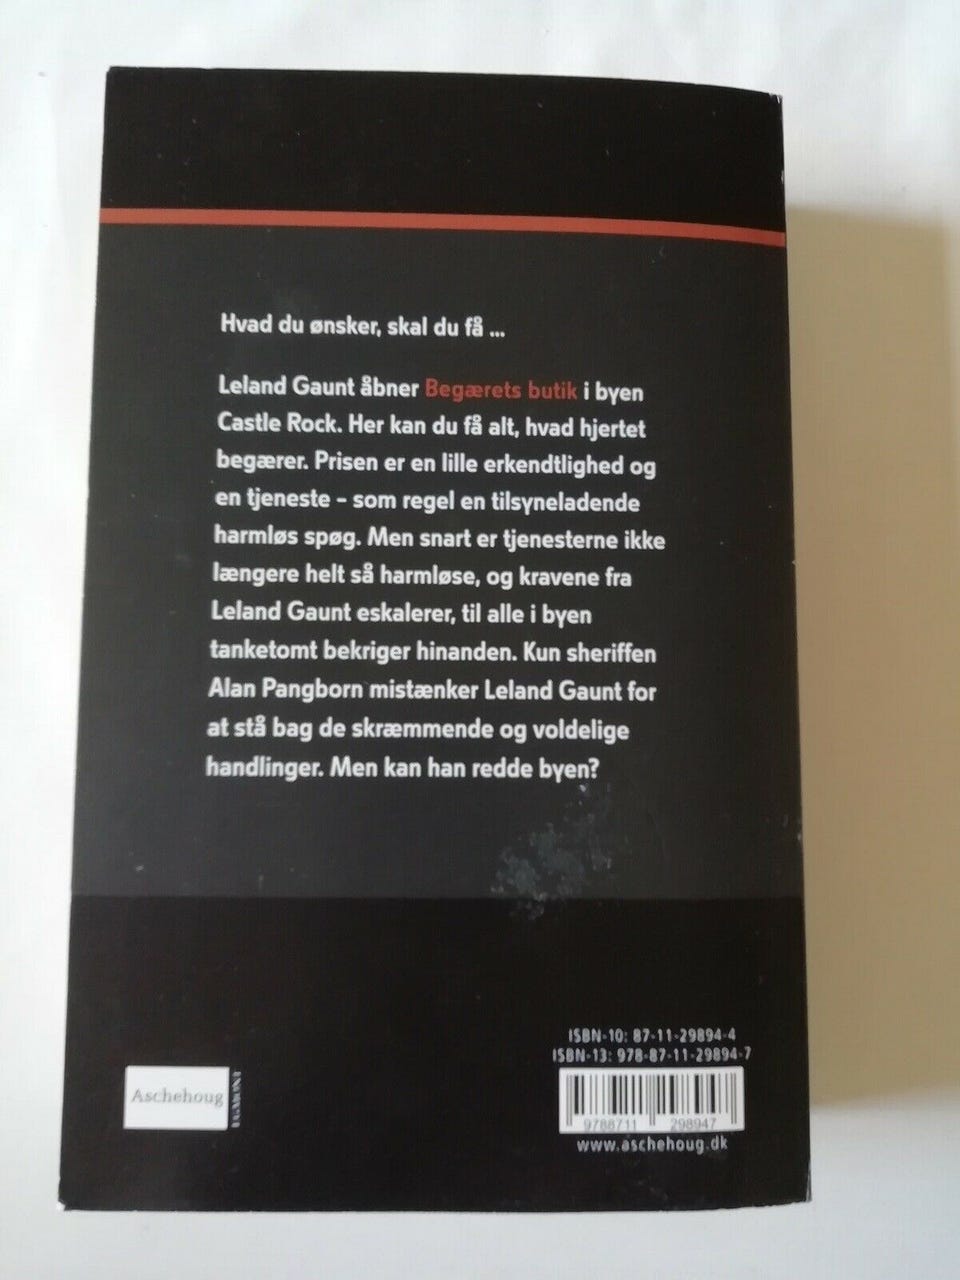 Hvad du ønsker, skal du få ...
Leland Gaunt åbner Begærets butik i byen
Castle Rock. Her kan du få alt, hvad hjertet
begærer. Prisen er en lille erkendtlighed og
en tjeneste – som regel en tilsyneladende
harmløs spøg. Men snart er tjenesterne ikke
længere helt så harmløse, og kravene fra
Leland Gaunt eskalerer, til alle i byen
tanketomt bekriger hinanden. Kun sheriffen
Alan Pangborn mistænker Leland Gaunt for
at stå bag de skræmmende og voldelige
handlinger. Men kan han redde byen?
ISBN-10: 87-11-29894-4
ISBN-13: 978-87-11-29894-7
Aschehoug
EGMONT
9788711 298947
www.aschehoug.dk